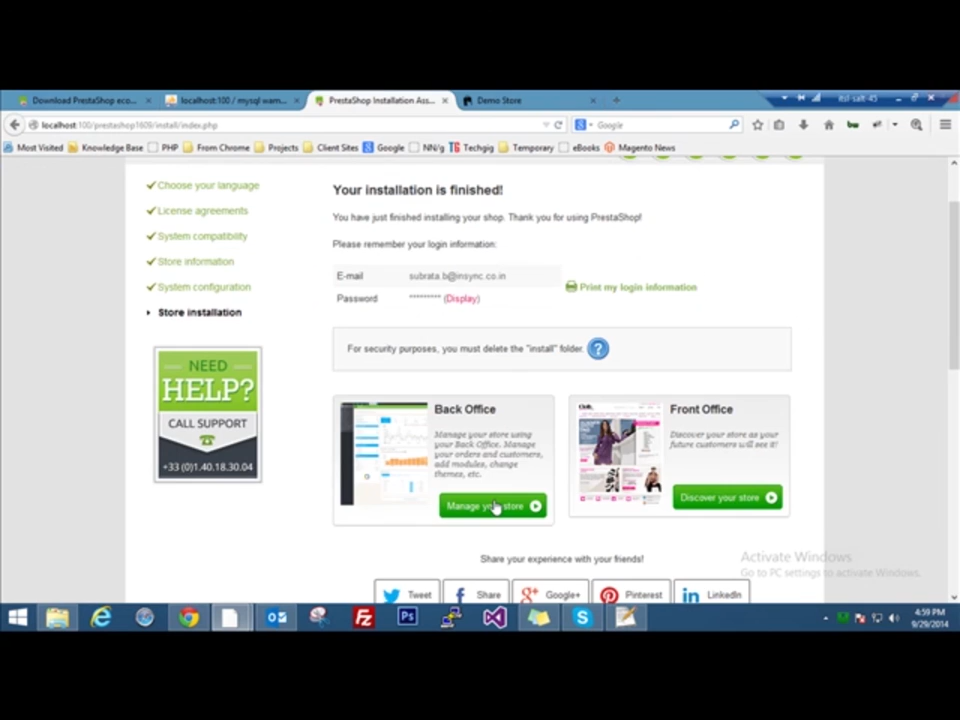 Download PrestaShop eco...
localhost:100 / mysql wam...
PrestaShop Installation Ass...
Demo Store
itsl-salt-45
localhost:100/prestashop1609/install/index.php
Google
Most Visited
Knowledge Base
PHP
From Chrome
Projects
Client Sites
Google
NN/g
Techgig
Temporary
eBooks
Magento News
Choose your language
License agreements
System compatibility
Store information
System configuration
Store installation
NEED
HELP?
CALL SUPPORT
+33 (0)1.40.18.30.04
Your installation is finished!
You have just finished installing your shop. Thank you for using PrestaShop!
Please remember your login information:
E-mail subrata.b@insync.co.in
Password ********* (Display)
Print my login information
For security purposes, you must delete the "install" folder.
?
Back Office
Manage your store using
your Back Office. Manage
your orders and customers,
add modules, change
themes, etc.
Manage your store
Front Office
Discover your store as your
future customers will see it!
Discover your store
Share your experience with your friends!
Tweet
Share
Google+
Pinterest
LinkedIn
Activate Windows
Go to PC settings to activate Windows.
4:59 PM
9/29/2014